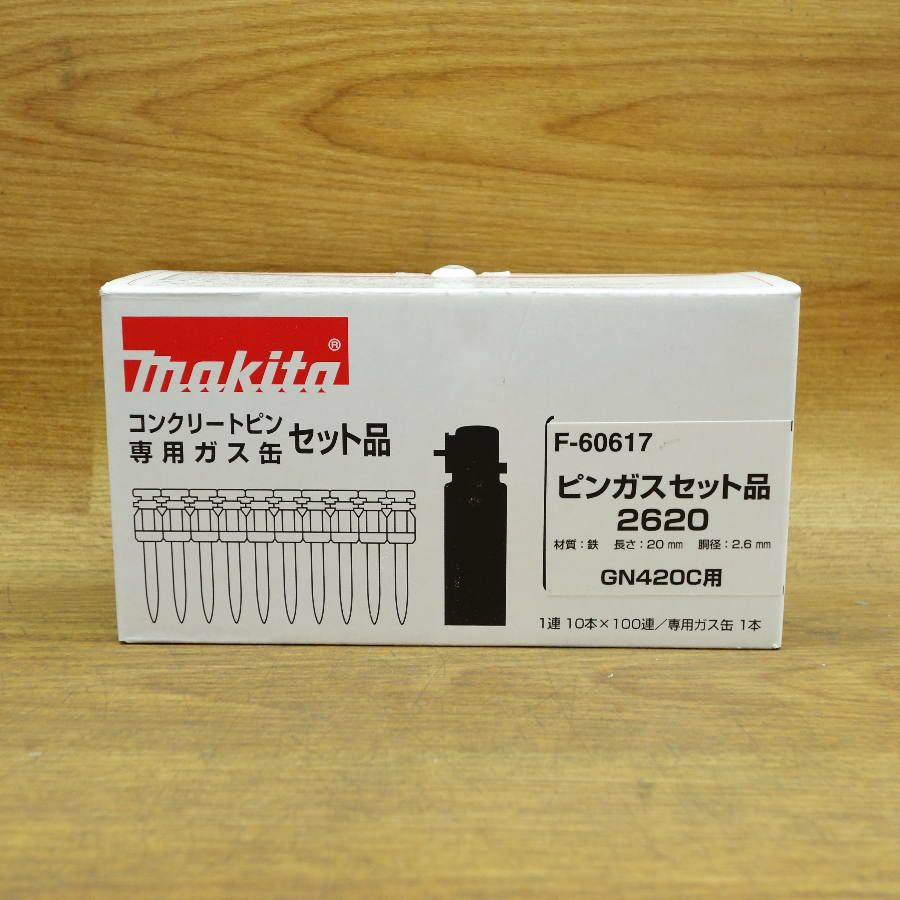 makita®
コンクリートピン
専用ガス缶 セット品
F-60617
ピンガスセット品
2620
材質：鉄 長さ：20mm 胴径：2.6mm
GN420C用
1連 10本×100連／専用ガス缶 1本